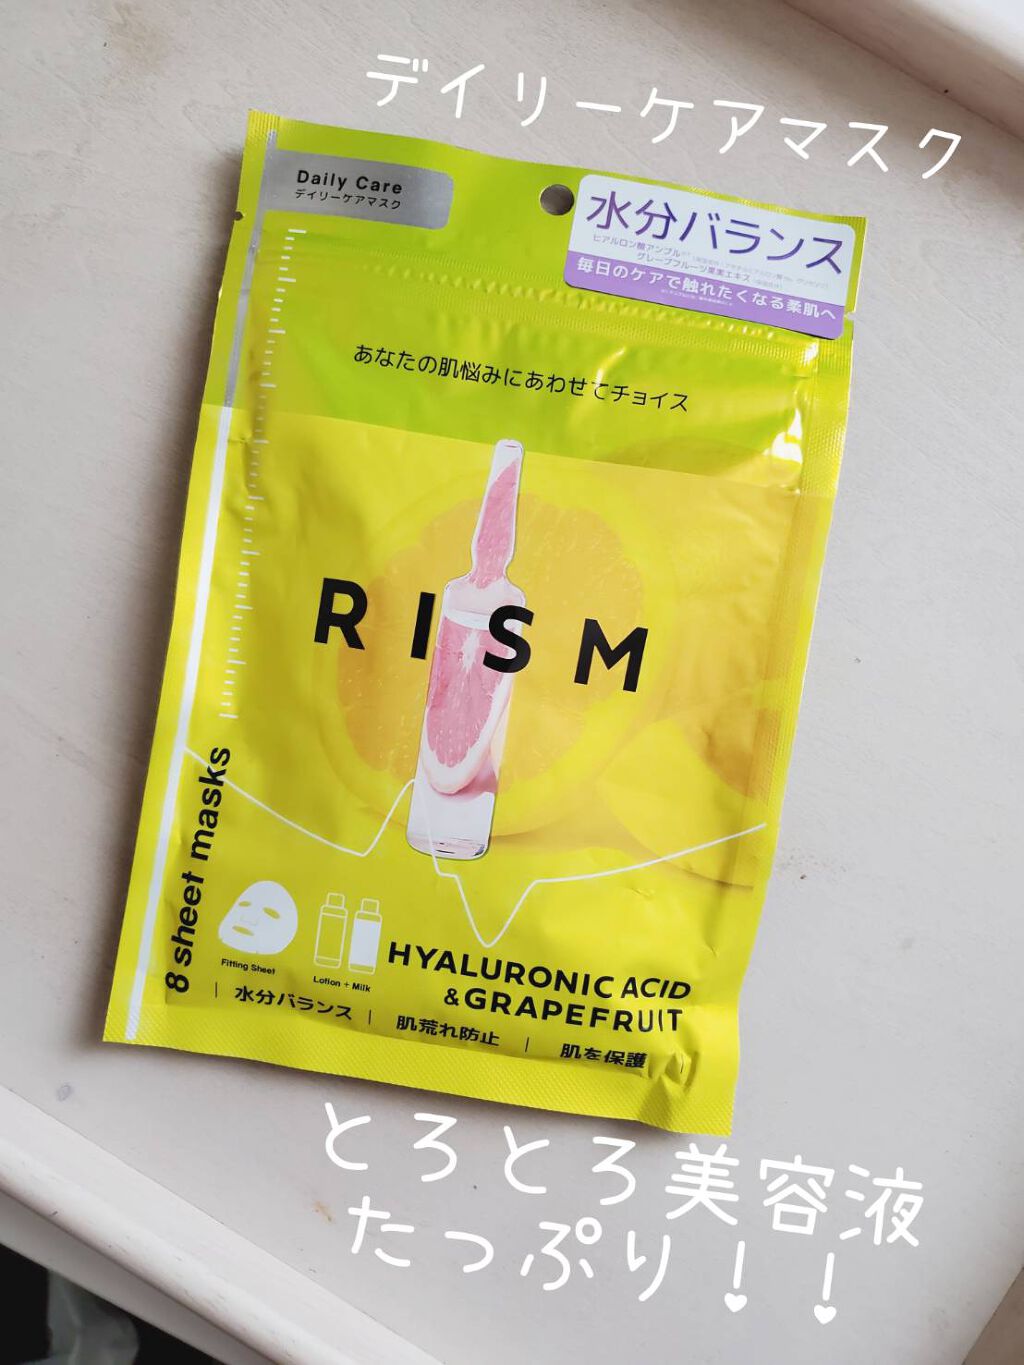 デイリーケアマスク
Daily Care
デイリーケアマスク
水分バランス
ヒアルロン酸アンプル
グレープフルーツ果実エキス
毎日のケアで触れたくなる柔肌へ
あなたの肌悩みにあわせてチョイス
RISM
8 sheet masks
Fitting Sheet
Lotion + Milk
HYALURONIC ACID
&GRAPEFRUIT
| 水分バランス | 肌荒れ防止 | 肌を保護
とろとろ美容液
たっぷり!!